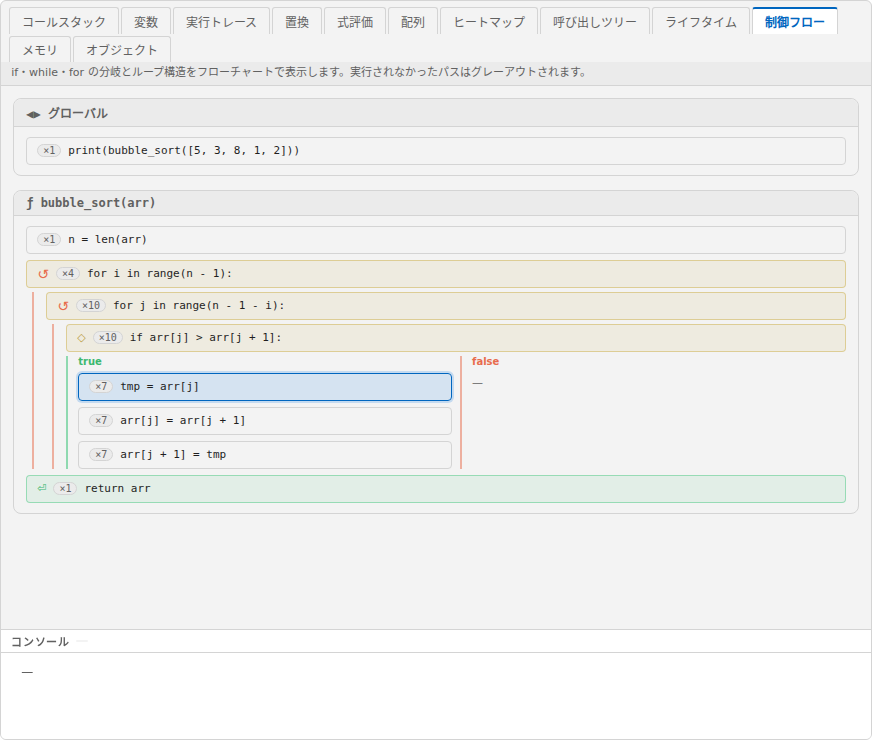 コールスタック 変数 実行トレース 置換 式評価 配列 ヒートマップ 呼び出しツリー ライフタイム 制御フロー
メモリ オブジェクト
if・while・for の分岐とループ構造をフローチャートで表示します。実行されなかったパスはグレーアウトされます。
◀▶ グローバル
×1 print(bubble_sort([5, 3, 8, 1, 2]))
ƒ bubble_sort(arr)
×1 n = len(arr)
↺ ×4 for i in range(n - 1):
↺ ×10 for j in range(n - 1 - i):
◇ ×10 if arr[j] > arr[j + 1]:
true false
×7 tmp = arr[j] —
×7 arr[j] = arr[j + 1]
×7 arr[j + 1] = tmp
⏎ ×1 return arr
コンソール —
—